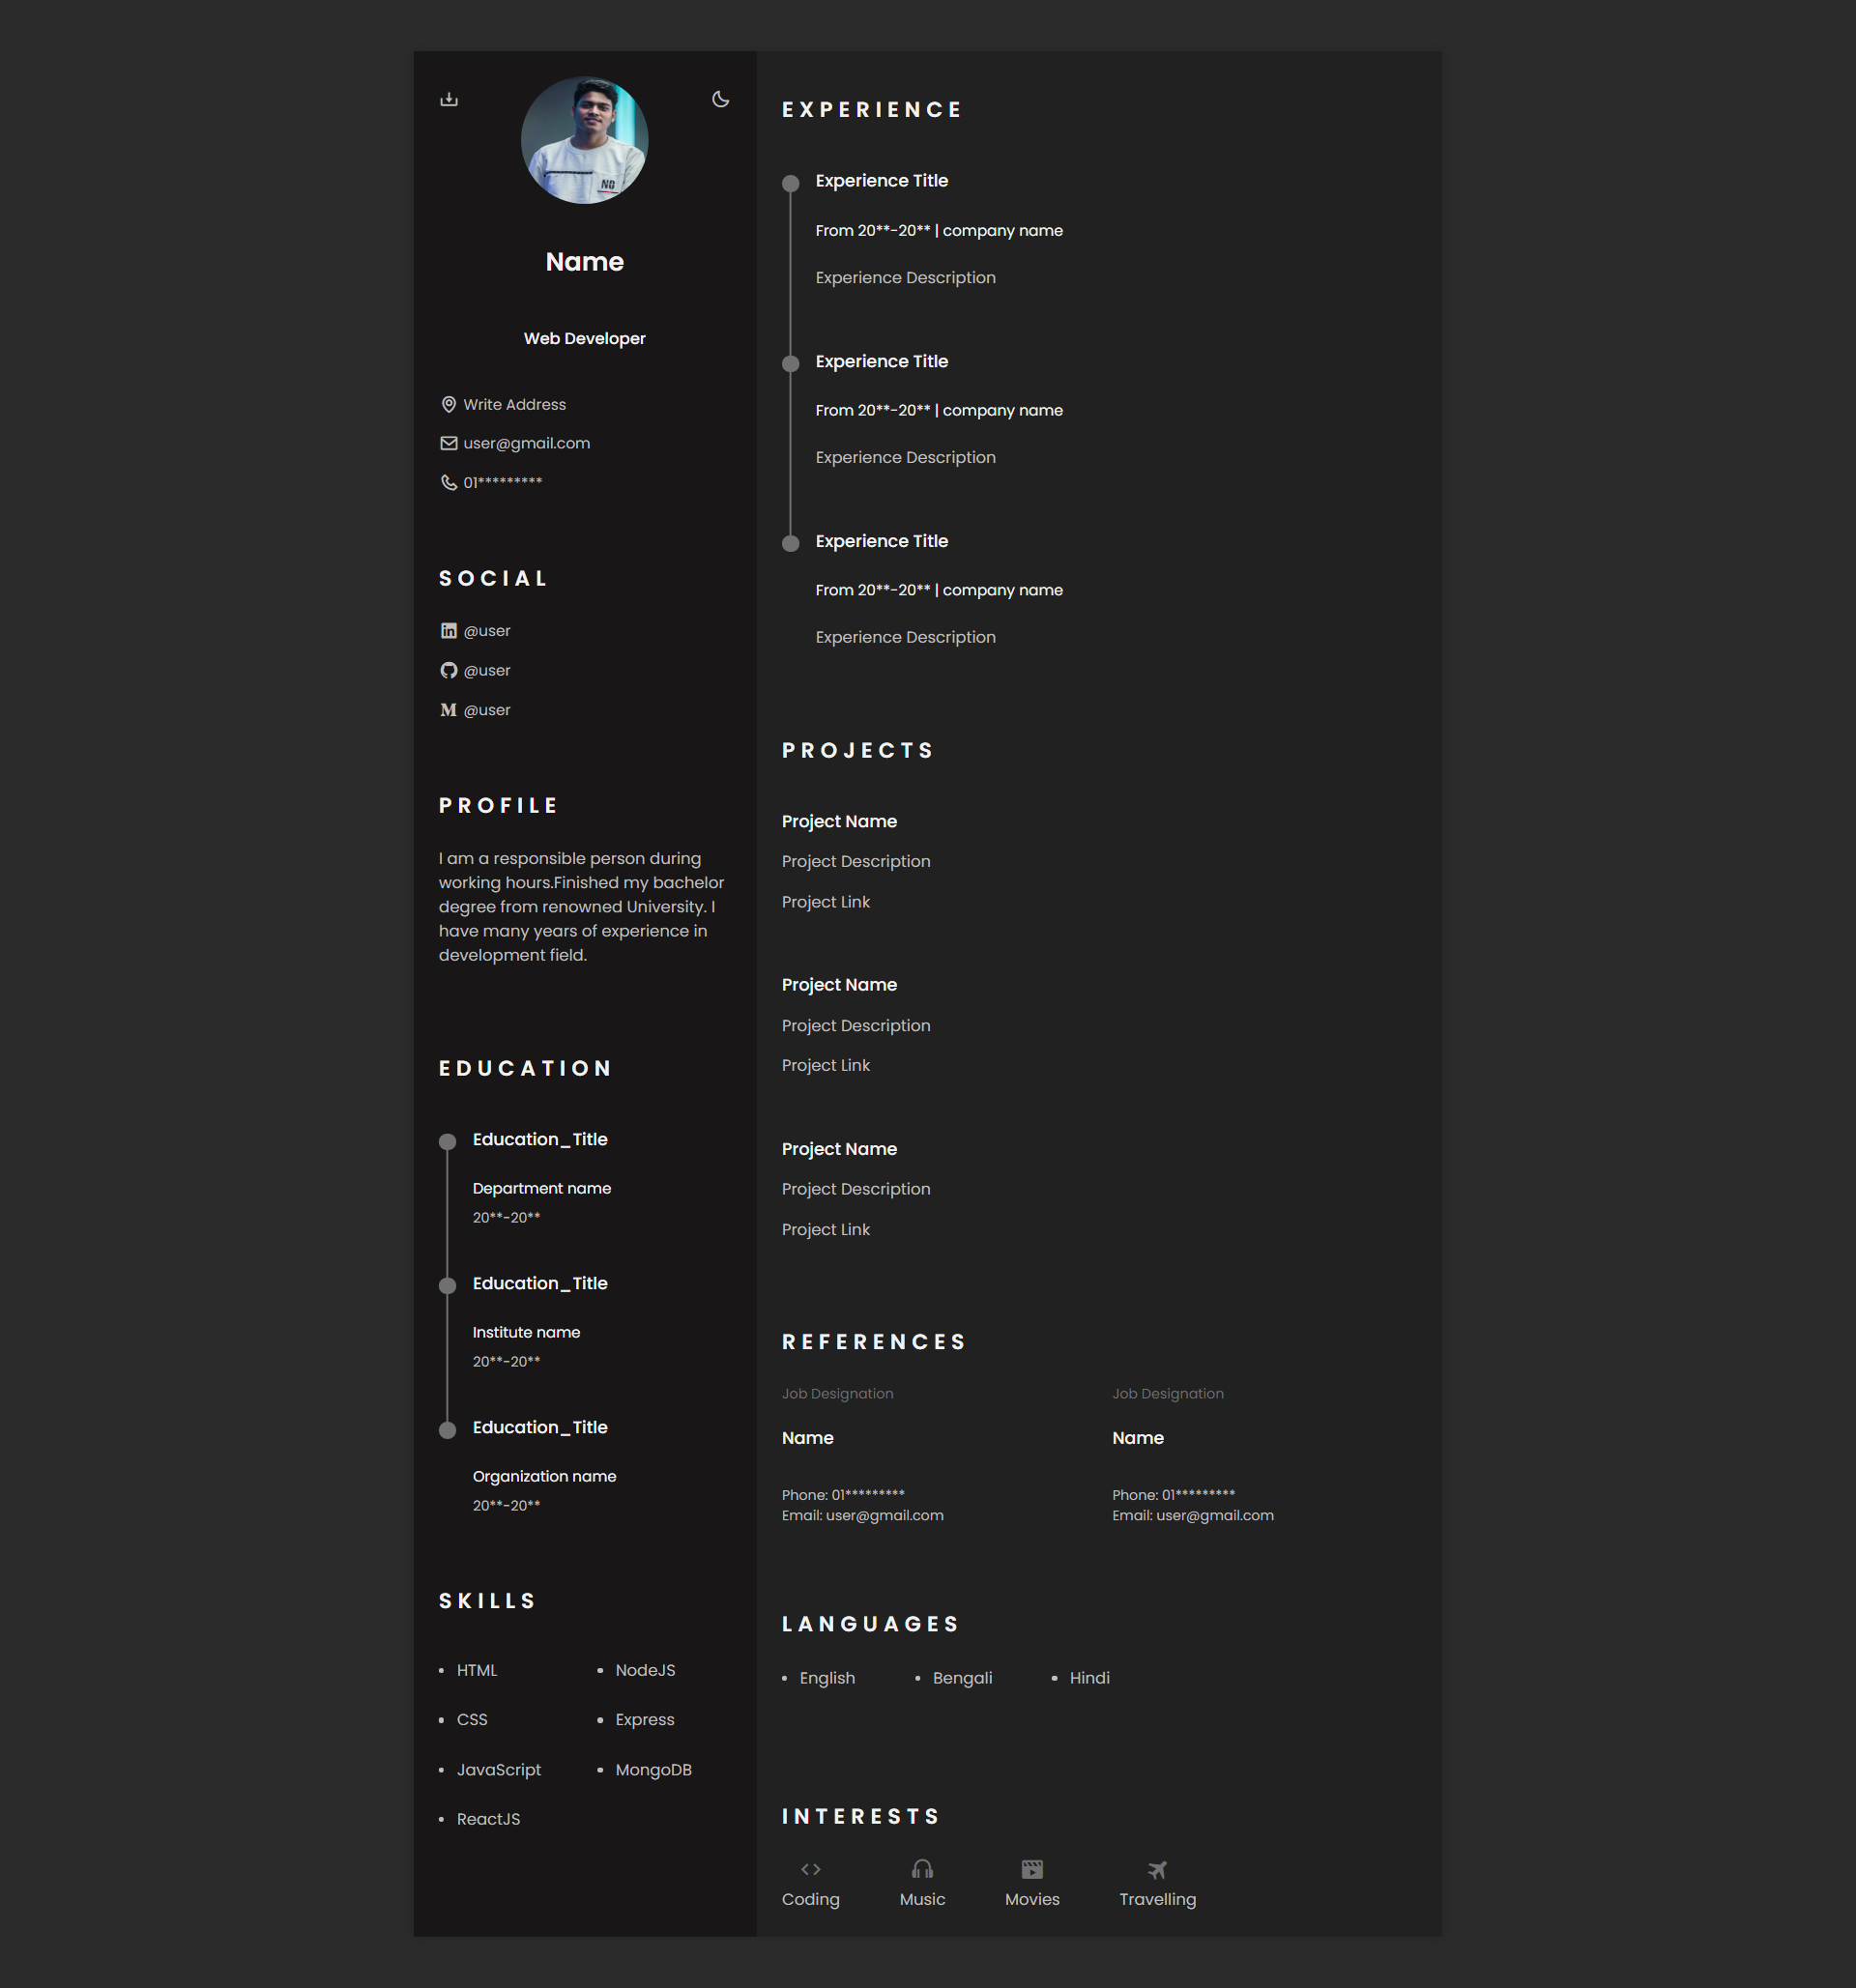 NO
Name
Web Developer
Write Address
user@gmail.com
01*********
SOCIAL
@user
@user
@user
PROFILE
I am a responsible person during
working hours.Finished my bachelor
degree from renowned University. I
have many years of experience in
development field.
EDUCATION
Education_Title
Department name
20**-20**
Education_Title
Institute name
20**-20**
Education_Title
Organization name
20**-20**
SKILLS
HTML
CSS
JavaScript
ReactJS
NodeJS
Express
MongoDB
EXPERIENCE
Experience Title
From 20**-20** | company name
Experience Description
Experience Title
From 20**-20** | company name
Experience Description
Experience Title
From 20**-20** | company name
Experience Description
PROJECTS
Project Name
Project Description
Project Link
Project Name
Project Description
Project Link
Project Name
Project Description
Project Link
REFERENCES
Job Designation
Name
Phone: 01*********
Email: user@gmail.com
Job Designation
Name
Phone: 01*********
Email: user@gmail.com
LANGUAGES
English
Bengali
Hindi
INTERESTS
Coding
Music
Movies
Travelling